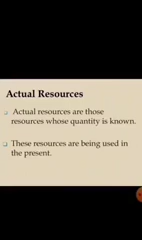 Actual Resources
Actual resources are those
resources whose quantity is known.
These resources are being used in
the present.